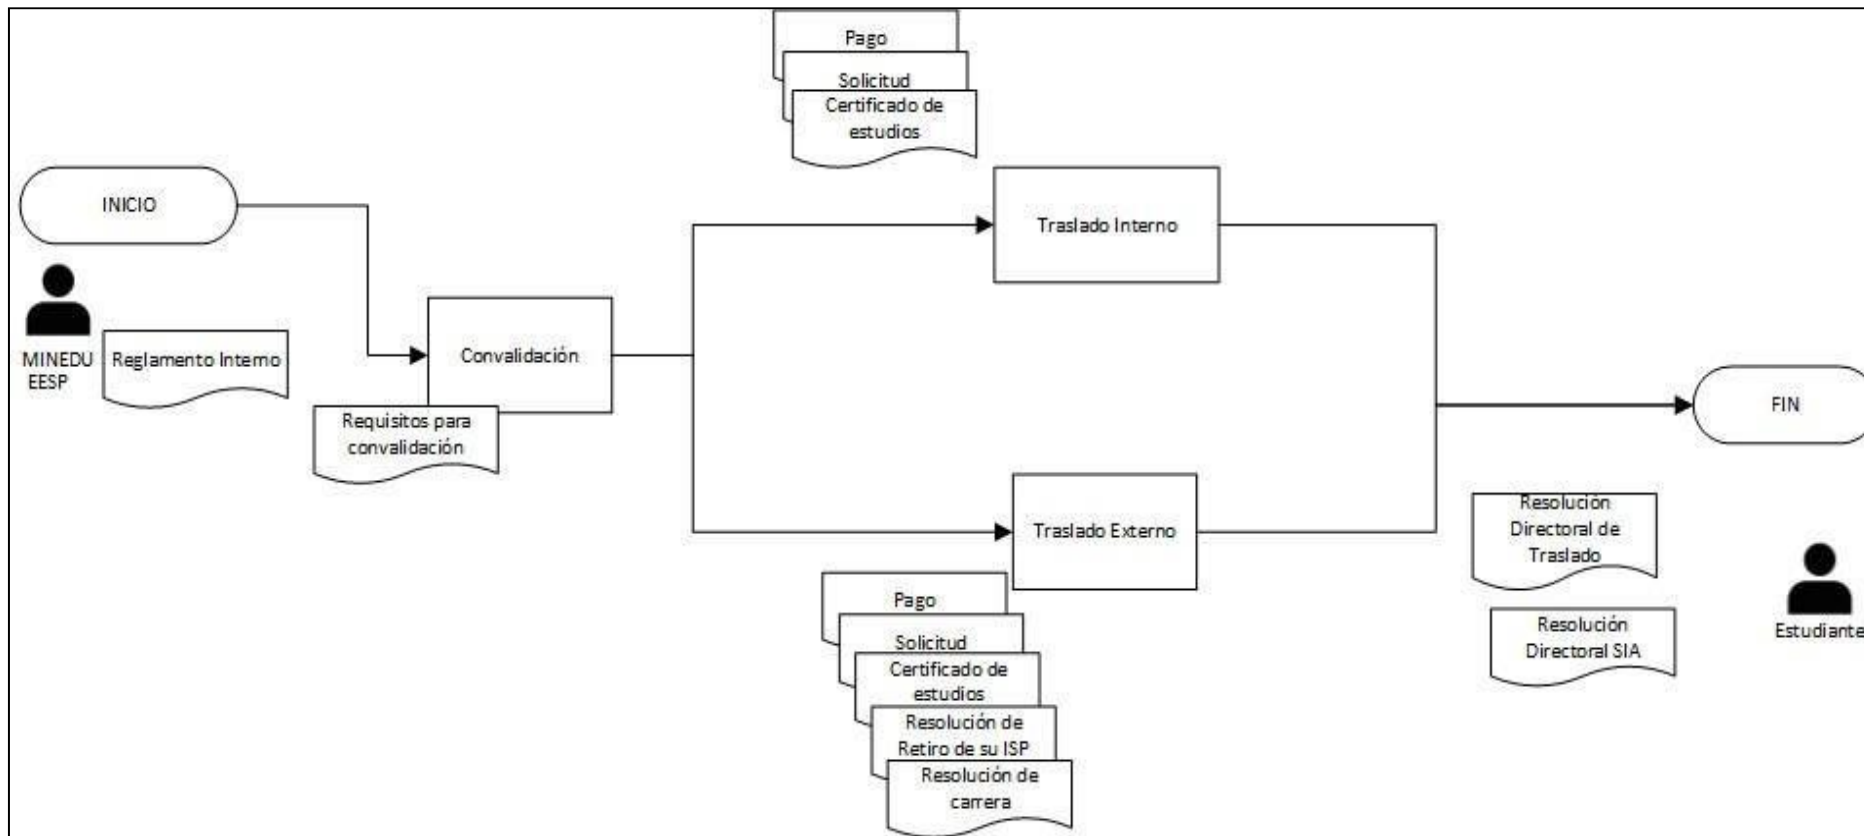 Pago
Solicitud
Certificado de
estudios
INICIO
Traslado Interno
MINEDU
EESP
Reglamento Interno
Convalidación
Requisitos para
convalidación
FIN
Traslado Externo
Pago
Solicitud
Certificado de
estudios
Resolución de
Retiro de su ISP
Resolución de
carrera
Resolución
Directoral de
Traslado
Resolución
Directoral SIA
Estudiante